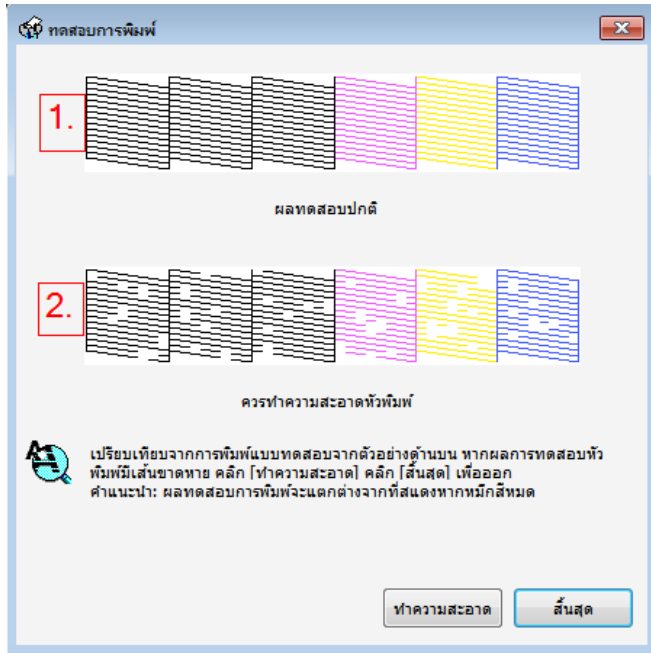 ทดสอบการพิมพ์
1.
ผลทดสอบปกติ
2.
ควรทำความสะอาดหัวพิมพ์
เปรียบเทียบจากการพิมพ์แบบทดสอบจากตัวอย่างด้านบน หากผลการทดสอบหัว
พิมพ์มีเส้นขาดหาย คลิก [ทำความสะอาด] คลิก [สิ้นสุด] เพื่อออก
คำแนะนำ: ผลทดสอบการพิมพ์จะแตกต่างจากที่สแดงหากหมึกสีหมด
ทำความสะอาด
สิ้นสุด